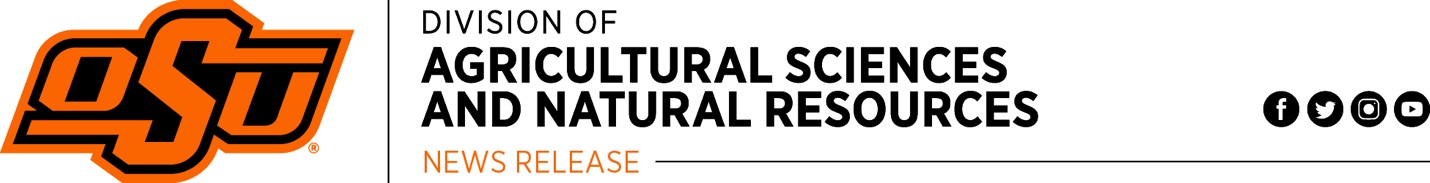 OSU®
DIVISION OF
AGRICULTURAL SCIENCES
AND NATURAL RESOURCES
NEWS RELEASE